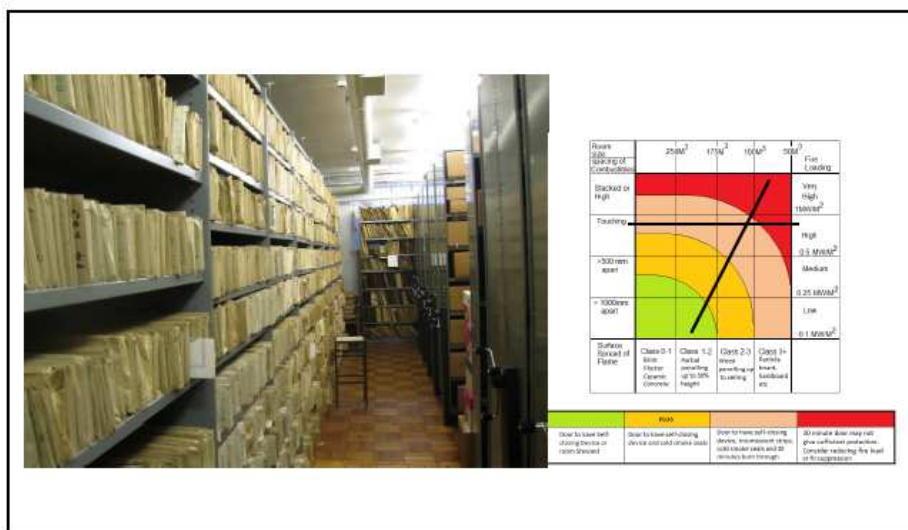 Room
Size
Spacing of
Combustibles
250M3
175M3
100M3
50M3
Fire
Loading
Stacked or
High
Very
High
1MW/M2
Touching
High
0.5 MW/M2
>500 mm
apart
Medium
0.25 MW/M2
> 1000mm
apart
Low
0.1 MW/M2
Surface
Spread of
Flame
Class 0-1
Brick
Plaster
Ceramic
Concrete
Class 1-2
Partial
panelling
up to 50%
height
Class 2-3
Wood
panelling up
to ceiling
Class 3+
board,
hardboard
etc
Door to have Self-
closing Device or
room
Door to have self-closing
device and cold smoke seals
Door to have self-closing
device, intumescent strips,
cold smoke seals and 30
minutes burn through
30 minute door may not
give sufficient protection.
Consider reducing fire load
or fit suppression